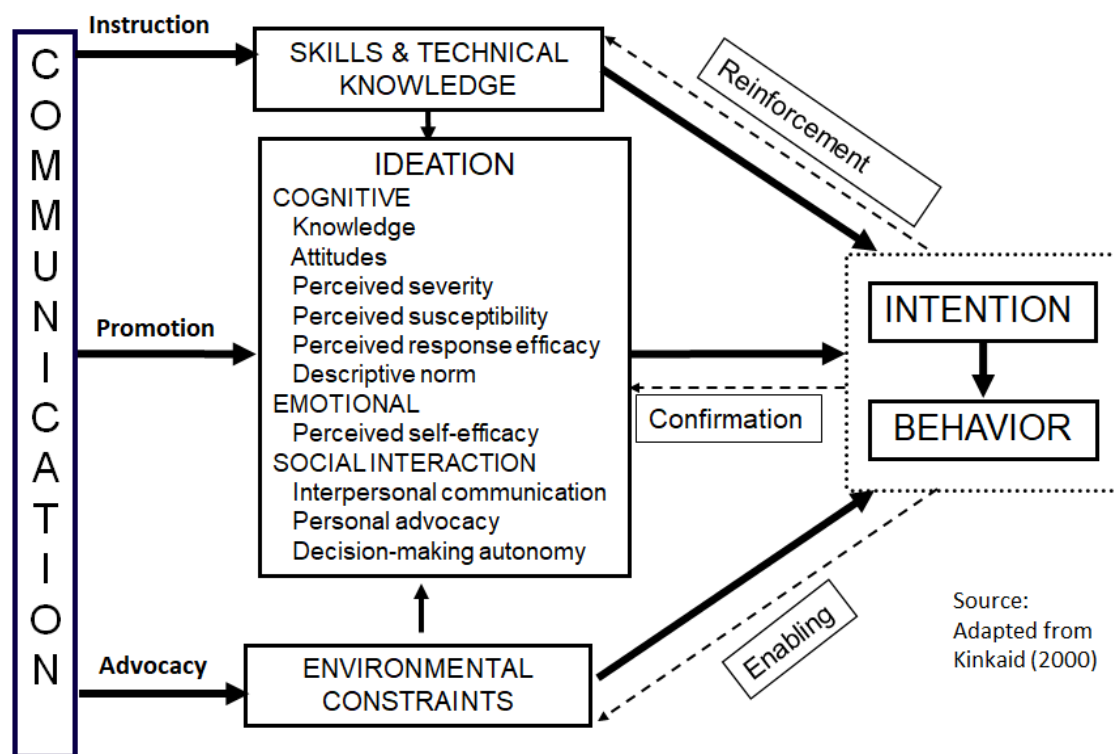 COMMUNICATION
Instruction
SKILLS & TECHNICAL
KNOWLEDGE
Reinforcement
IDEATION
COGNITIVE
Knowledge
Attitudes
Perceived severity
Perceived susceptibility
Perceived response efficacy
Descriptive norm
EMOTIONAL
Perceived self-efficacy
SOCIAL INTERACTION
Interpersonal communication
Personal advocacy
Decision-making autonomy
Promotion
Confirmation
INTENTION
BEHAVIOR
Advocacy
ENVIRONMENTAL
CONSTRAINTS
Enabling
Source:
Adapted from
Kinkaid (2000)